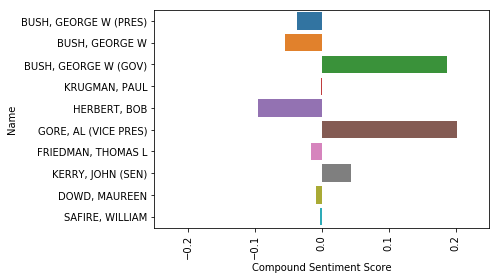 BUSH, GEORGE W (PRES)
BUSH, GEORGE W
BUSH, GEORGE W (GOV)
KRUGMAN, PAUL
HERBERT, BOB
GORE, AL (VICE PRES)
FRIEDMAN, THOMAS L
KERRY, JOHN (SEN)
DOWD, MAUREEN
SAFIRE, WILLIAM
Name
−0.2
−0.1
0.0
0.1
0.2
Compound Sentiment Score